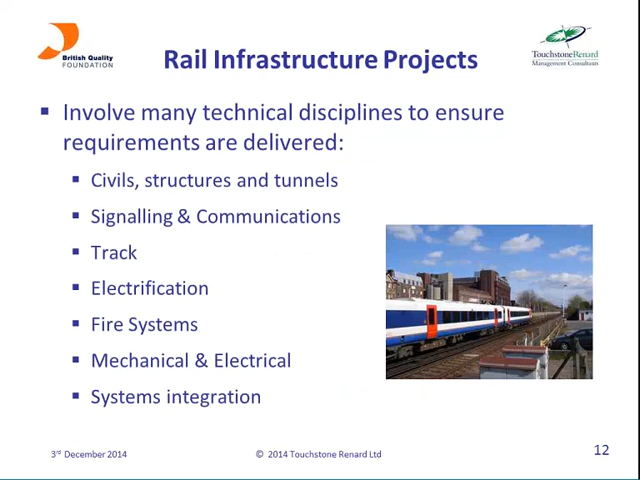 British Quality
FOUNDATION
Rail Infrastructure Projects
TouchstoneRenard
Management Consultants
Involve many technical disciplines to ensure
requirements are delivered:
Civils, structures and tunnels
Signalling & Communications
Track
Electrification
Fire Systems
Mechanical & Electrical
Systems integration
3rd December 2014
© 2014 Touchstone Renard Ltd
12